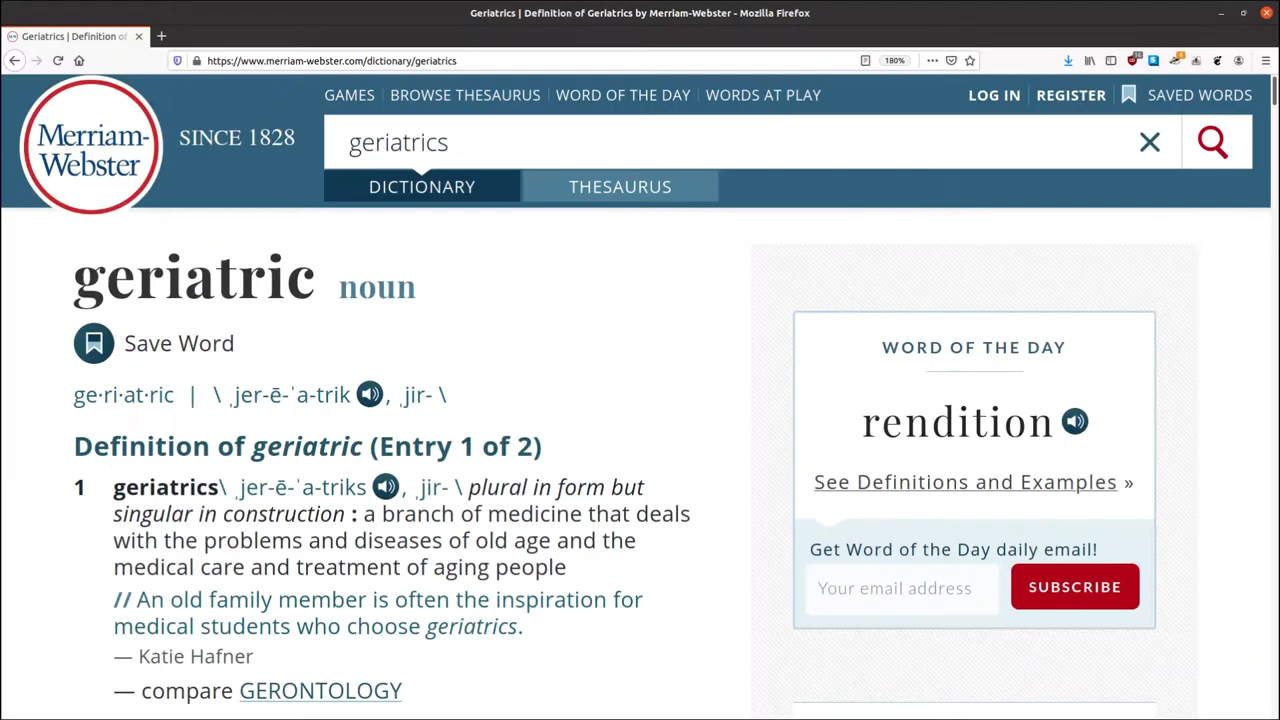 Geriatrics | Definition of Geriatrics by Merriam-Webster - Mozilla Firefox
Geriatrics | Definition of
https://www.merriam-webster.com/dictionary/geriatrics
180%
GAMES
BROWSE THESAURUS
WORD OF THE DAY
WORDS AT PLAY
LOG IN
REGISTER
SAVED WORDS
Merriam-
Webster
SINCE 1828
geriatrics
DICTIONARY
THESAURUS
geriatric noun
Save Word
ge·​ri·​at·​ric | \ ˌjer-ē-ˈa-trik , ˌjir- \
Definition of geriatric (Entry 1 of 2)
1 geriatrics\ ˌjer-ē-ˈa-triks , ˌjir- \ plural in form but
singular in construction : a branch of medicine that deals
with the problems and diseases of old age and the
medical care and treatment of aging people
// An old family member is often the inspiration for
medical students who choose geriatrics.
— Katie Hafner
— compare GERONTOLOGY
WORD OF THE DAY
rendition
See Definitions and Examples »
Get Word of the Day daily email!
Your email address
SUBSCRIBE